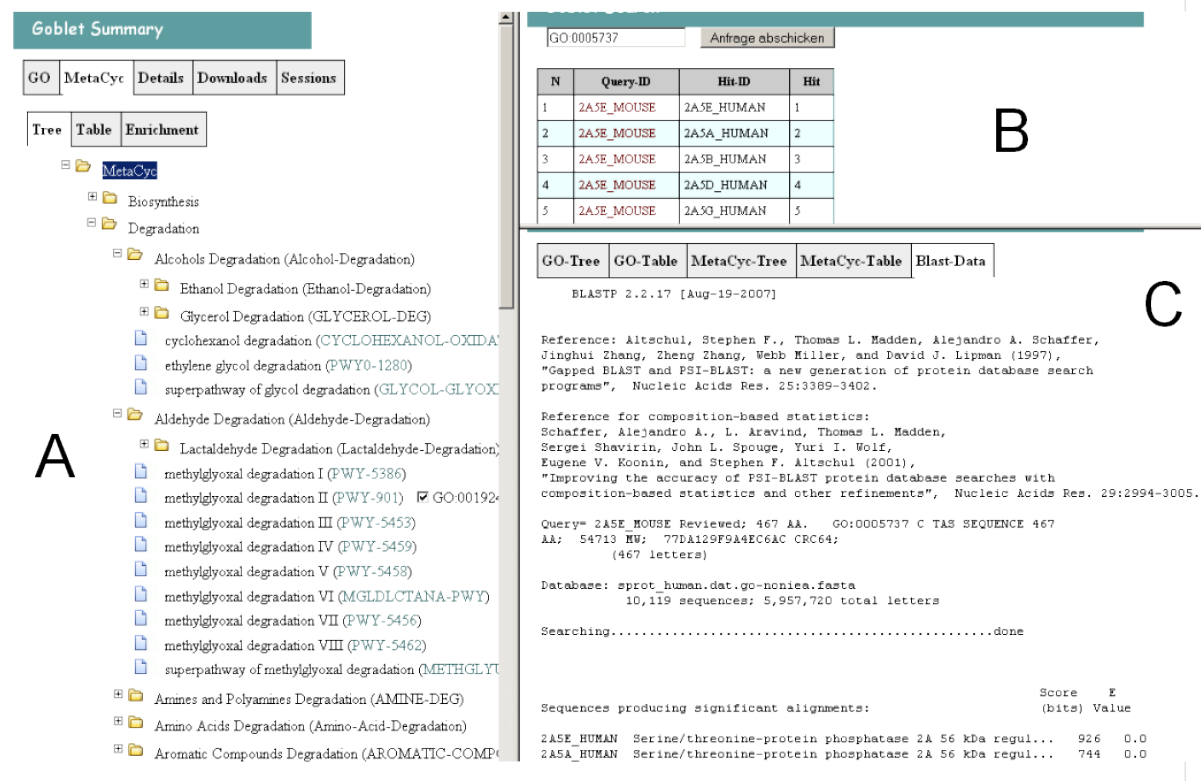 Goblet Summary
GO MetaCyc Details Downloads Sessions
Tree Table Enrichment
MetaCyc
Biosynthesis
Degradation
Alcohols Degradation (Alcohol-Degradation)
Ethanol Degradation (Ethanol-Degradation)
Glycerol Degradation (GLYCEROL-DEG)
cyclohexanol degradation (CYCLOHEXANOL-OXIDA
ethylene glycol degradation (PWY0-1280)
superpathway of glycol degradation (GLYCOL-GLYOX
Aldehyde Degradation (Aldehyde-Degradation)
Lactaldehyde Degradation (Lactaldehyde-Degradation)
methylglyoxal degradation I (PWY-5386)
methylglyoxal degradation II (PWY-901) GO:001924
methylglyoxal degradation III (PWY-5453)
methylglyoxal degradation IV (PWY-5459)
methylglyoxal degradation V (PWY-5458)
methylglyoxal degradation VI (MGLDLCTANA-PWY)
methylglyoxal degradation VII (PWY-5456)
methylglyoxal degradation VIII (PWY-5462)
superpathway of methylglyoxal degradation (METHGLYU
Amines and Polyamines Degradation (AMINE-DEG)
Amino Acids Degradation (Amino-Acid-Degradation)
Aromatic Compounds Degradation (AROMATIC-COMP
A
GO:0005737 Anfrage abschicken
N Query-ID Hit-ID Hit
1 2A5E_MOUSE 2A5E_HUMAN 1
2 2A5E_MOUSE 2A5A_HUMAN 2
3 2A5E_MOUSE 2A5B_HUMAN 3
4 2A5E_MOUSE 2A5D_HUMAN 4
5 2A5E_MOUSE 2A5G_HUMAN 5
B
GO-Tree GO-Table MetaCyc-Tree MetaCyc-Table Blast-Data
BLASTP 2.2.17 [Aug-19-2007]
C
Reference: Altschul, Stephen F., Thomas L. Madden, Alejandro A. Schaffer,
Jinghui Zhang, Zheng Zhang, Webb Miller, and David J. Lipman (1997),
"Gapped BLAST and PSI-BLAST: a new generation of protein database search
programs", Nucleic Acids Res. 25:3389-3402.
Reference for composition-based statistics:
Schaffer, Alejandro A., L. Aravind, Thomas L. Madden,
Sergei Shavirin, John L. Spouge, Yuri I. Wolf,
Eugene V. Koonin, and Stephen F. Altschul (2001),
"Improving the accuracy of PSI-BLAST protein database searches with
composition-based statistics and other refinements", Nucleic Acids Res. 29:2994-3005.
Query= 2A5E_MOUSE Reviewed; 467 AA. GO:0005737 C TAS SEQUENCE 467
AA; 54713 MW; 77DA129F9A4EC6AC CRC64;
(467 letters)
Database: sprot_human.dat.go-noniea.fasta
10,119 sequences; 5,957,720 total letters
Searching..................................................done
Score E
Sequences producing significant alignments: (bits) Value
2A5E_HUMAN Serine/threonine-protein phosphatase 2A 56 kDa regul... 926 0.0
2A5A_HUMAN Serine/threonine-protein phosphatase 2A 56 kDa regul... 744 0.0